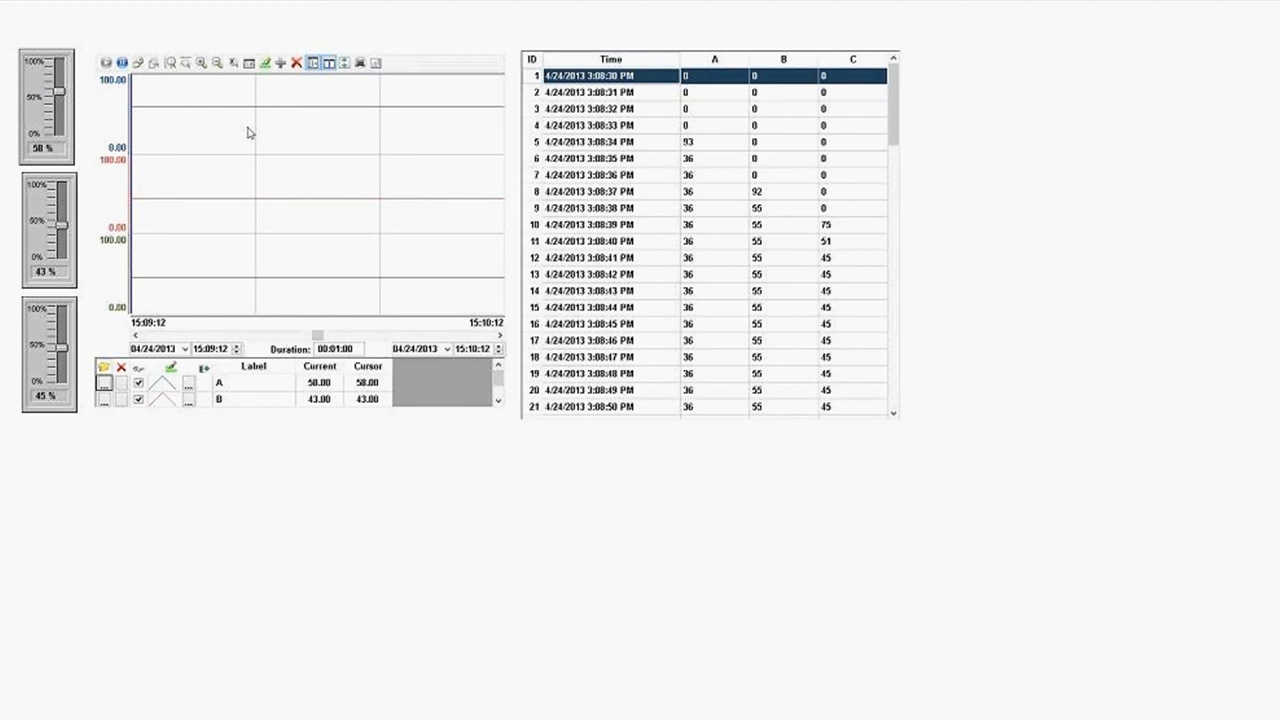 100%
50%
0%
58 %
100%
50%
0%
43 %
100%
50%
0%
45 %
100.00
0.00
100.00
0.00
100.00
0.00
15:09:12 15:10:12
04/24/2013 15:09:12 Duration: 00:01:00 04/24/2013 15:10:12
Label Current Cursor
... A 58.00 58.00
... B 43.00 43.00
ID Time A B C
1 4/24/2013 3:08:30 PM 0 0 0
2 4/24/2013 3:08:31 PM 0 0 0
3 4/24/2013 3:08:32 PM 0 0 0
4 4/24/2013 3:08:33 PM 0 0 0
5 4/24/2013 3:08:34 PM 93 0 0
6 4/24/2013 3:08:35 PM 36 0 0
7 4/24/2013 3:08:36 PM 36 0 0
8 4/24/2013 3:08:37 PM 36 92 0
9 4/24/2013 3:08:38 PM 36 55 0
10 4/24/2013 3:08:39 PM 36 55 75
11 4/24/2013 3:08:40 PM 36 55 51
12 4/24/2013 3:08:41 PM 36 55 45
13 4/24/2013 3:08:42 PM 36 55 45
14 4/24/2013 3:08:43 PM 36 55 45
15 4/24/2013 3:08:44 PM 36 55 45
16 4/24/2013 3:08:45 PM 36 55 45
17 4/24/2013 3:08:46 PM 36 55 45
18 4/24/2013 3:08:47 PM 36 55 45
19 4/24/2013 3:08:48 PM 36 55 45
20 4/24/2013 3:08:49 PM 36 55 45
21 4/24/2013 3:08:50 PM 36 55 45